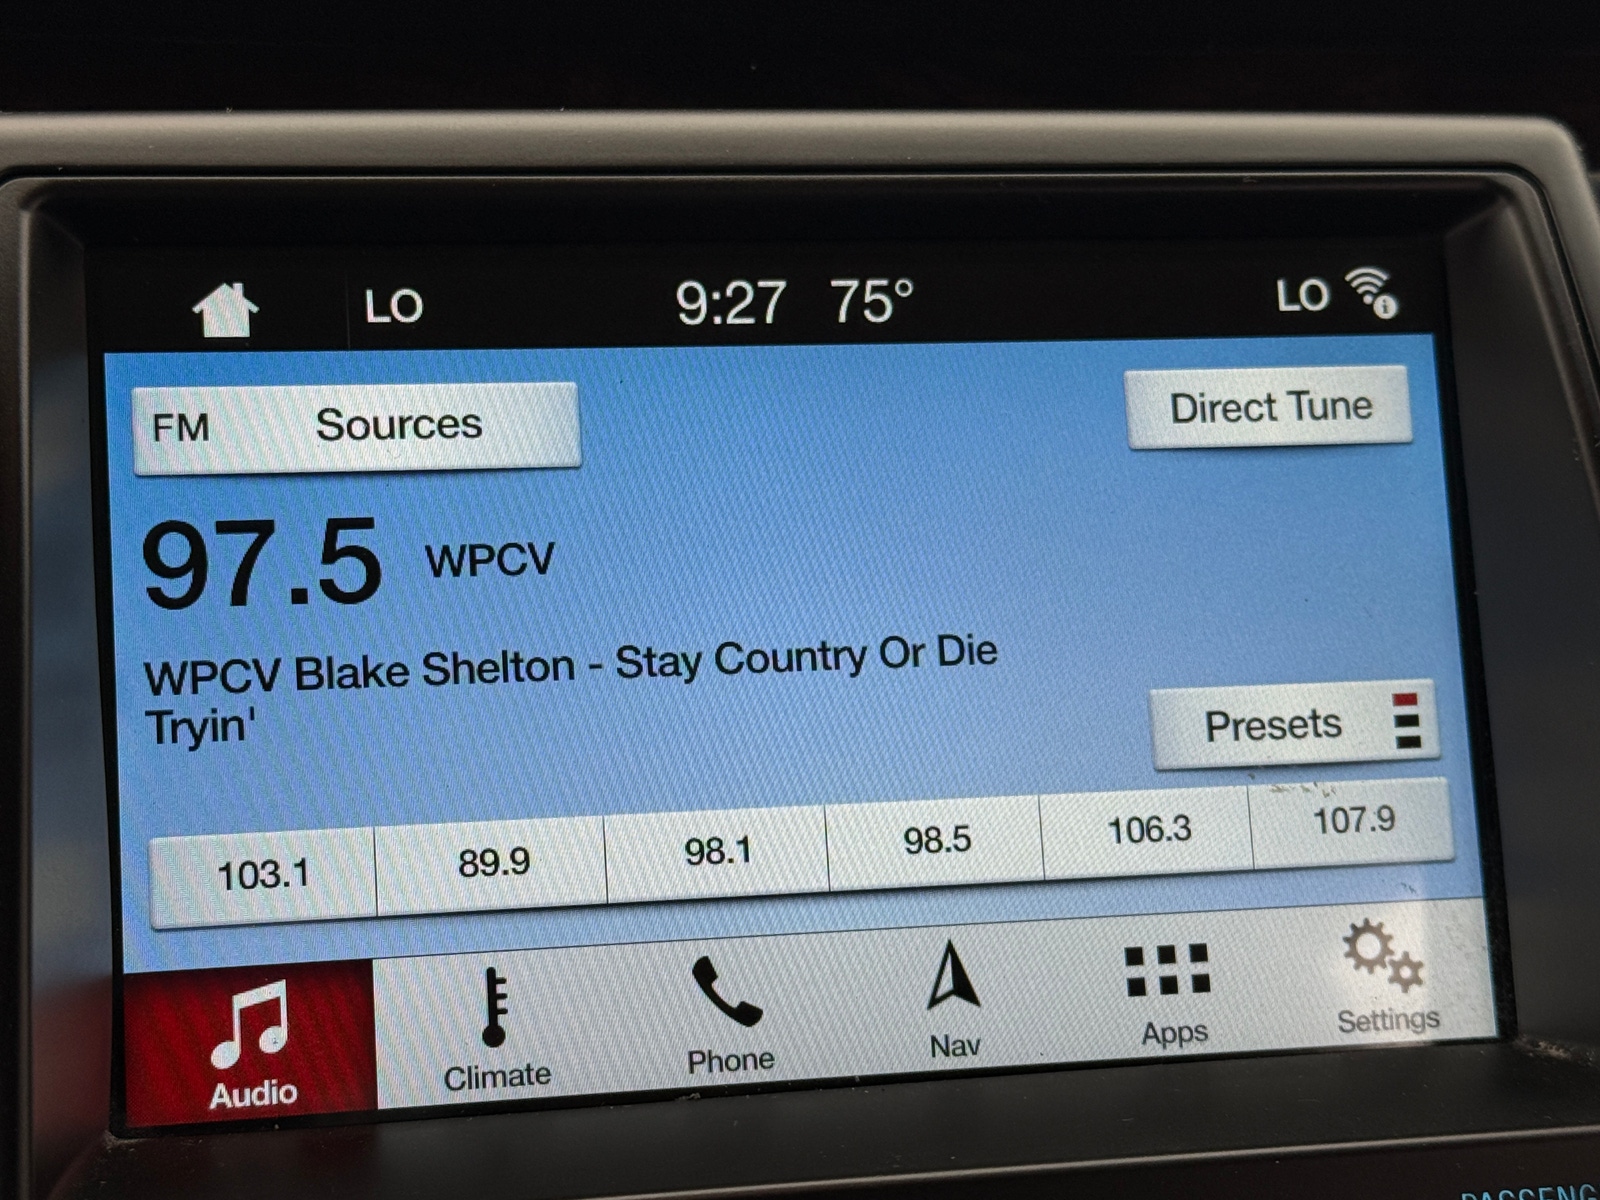 LO 9:27 75° LO
FM Sources Direct Tune
97.5 WPCV
WPCV Blake Shelton - Stay Country Or Die
Tryin'
Presets
103.1 89.9 98.1 98.5 106.3 107.9
Audio Climate Phone Nav Apps Settings